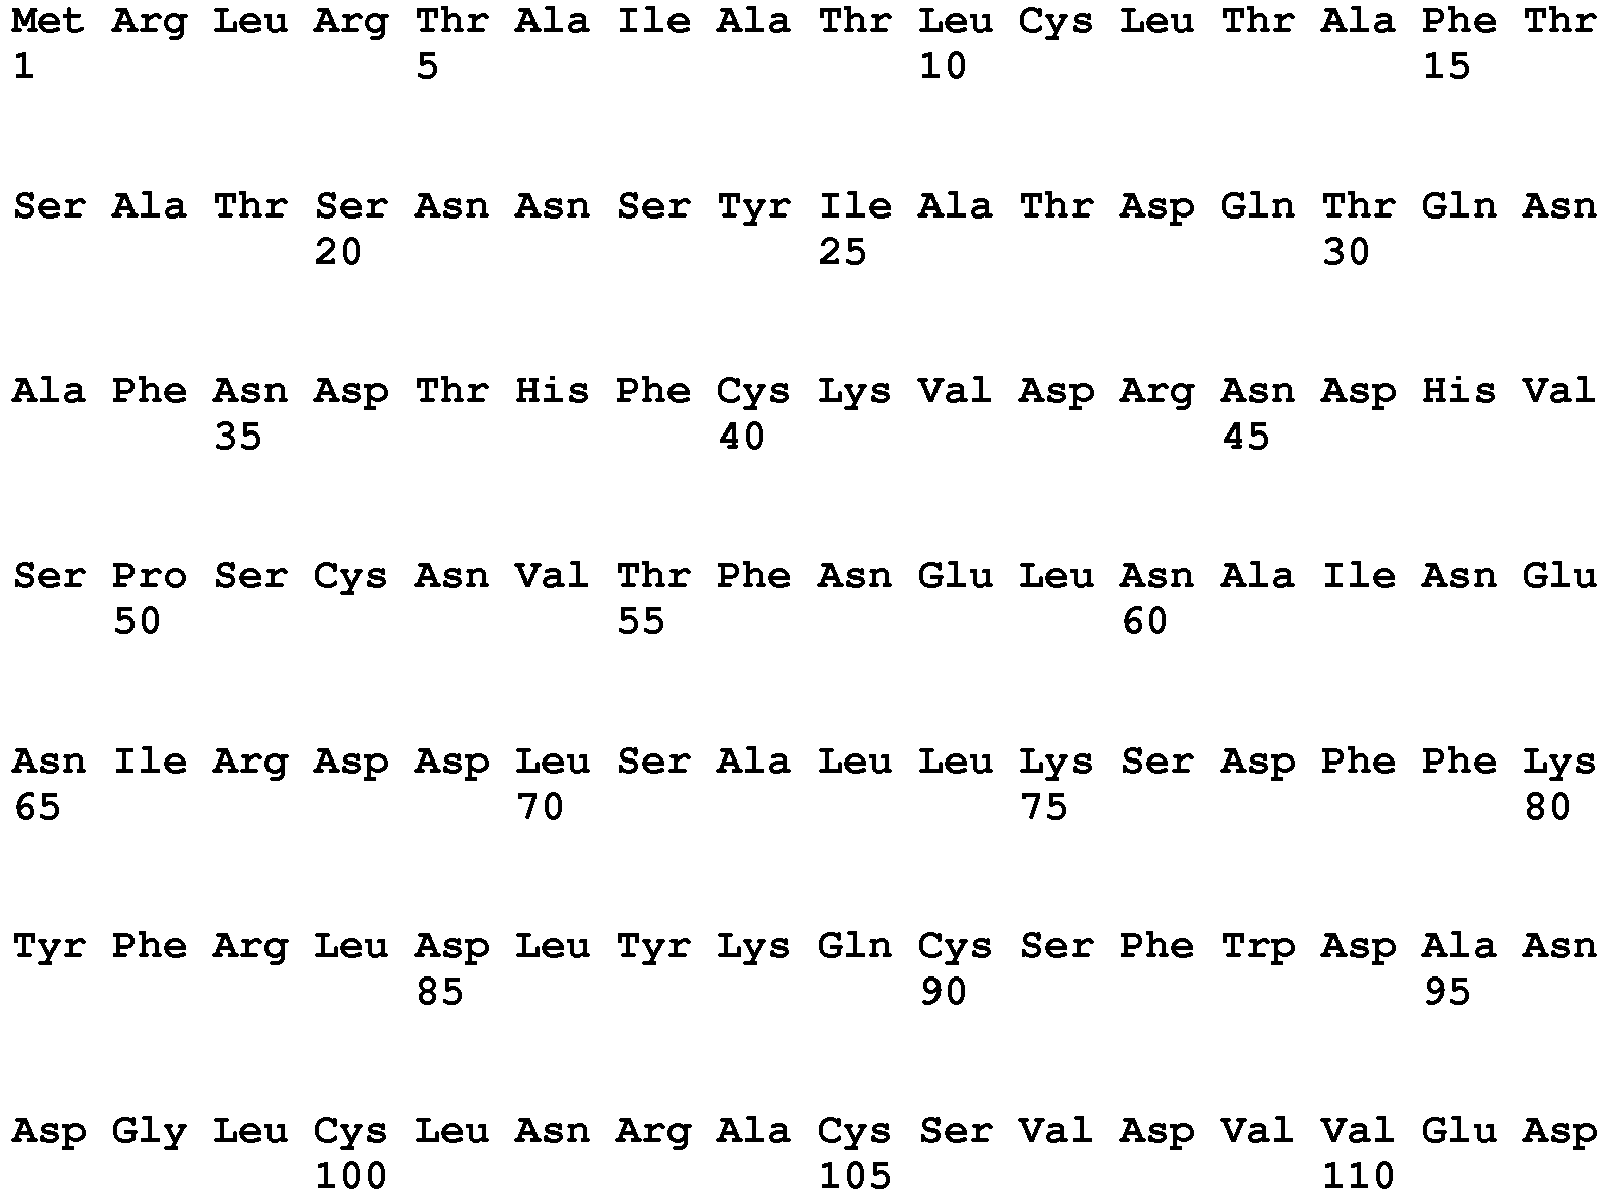 Met Arg Leu Arg Thr Ala Ile Ala Thr Leu Cys Leu Thr Ala Phe Thr
1 5 10 15
Ser Ala Thr Ser Asn Asn Ser Tyr Ile Ala Thr Asp Gln Thr Gln Asn
20 25 30
Ala Phe Asn Asp Thr His Phe Cys Lys Val Asp Arg Asn Asp His Val
35 40 45
Ser Pro Ser Cys Asn Val Thr Phe Asn Glu Leu Asn Ala Ile Asn Glu
50 55 60
Asn Ile Arg Asp Asp Leu Ser Ala Leu Leu Lys Ser Asp Phe Phe Lys
65 70 75 80
Tyr Phe Arg Leu Asp Leu Tyr Lys Gln Cys Ser Phe Trp Asp Ala Asn
85 90 95
Asp Gly Leu Cys Leu Asn Arg Ala Cys Ser Val Asp Val Val Glu Asp
100 105 110